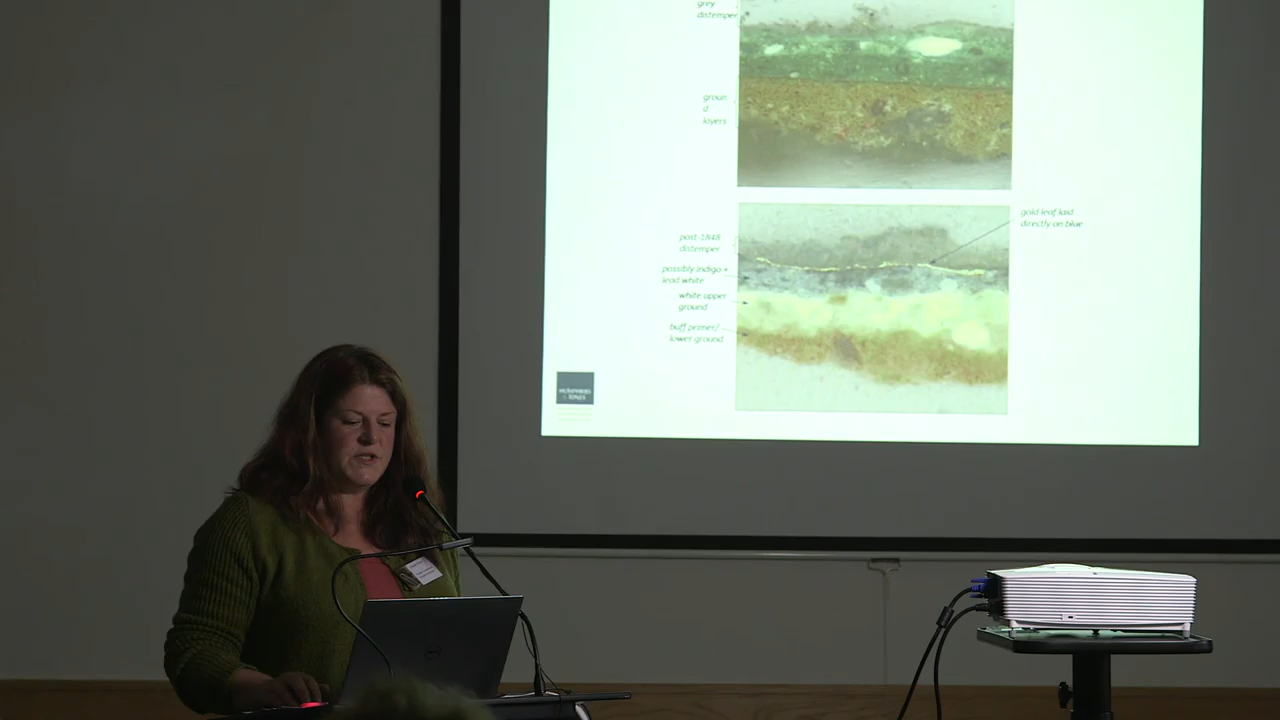 grey
distemper
groun
d
layers
gold leaf laid
directly on blue
post-1848
distemper
possibly indigo +
lead white
white upper
ground
buff primer/
lower ground
DELL